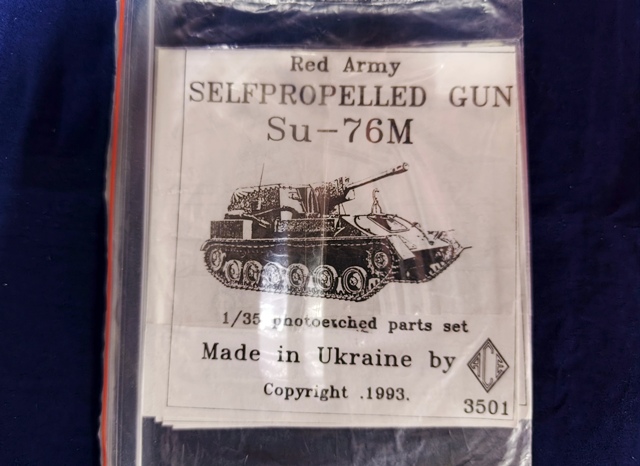 Red Army
SELFPROPELLED GUN
Su-76M
1/35 photoetched parts set
Made in Ukraine by
Copyright .1993.
3501